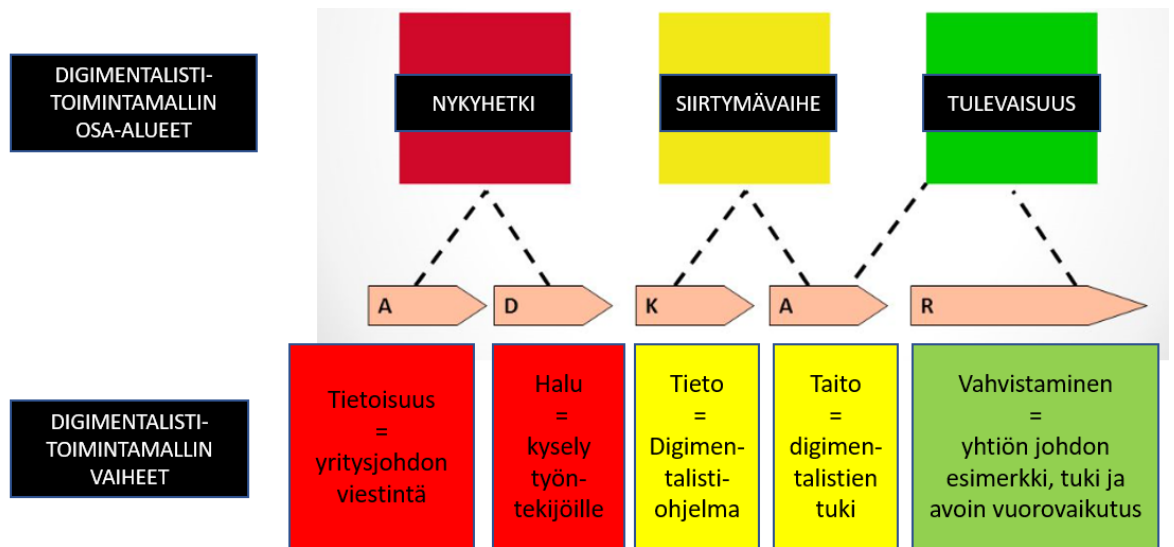 DIGIMENTALISTI-
TOIMINTAMALLIN
OSA-ALUEET
NYKYHETKI
SIIRTYMÄVAIHE
TULEVAISUUS
A
D
K
A
R
DIGIMENTALISTI-
TOIMINTAMALLIN
VAIHEET
Tietoisuus
=
yritysjohdon
viestintä
Halu
=
kysely
työn-
tekijöille
Tieto
=
Digimen-
talisti-
ohjelma
Taito
=
digimen-
talistien
tuki
Vahvistaminen
=
yhtiön johdon
esimerkki, tuki ja
avoin vuorovaikutus